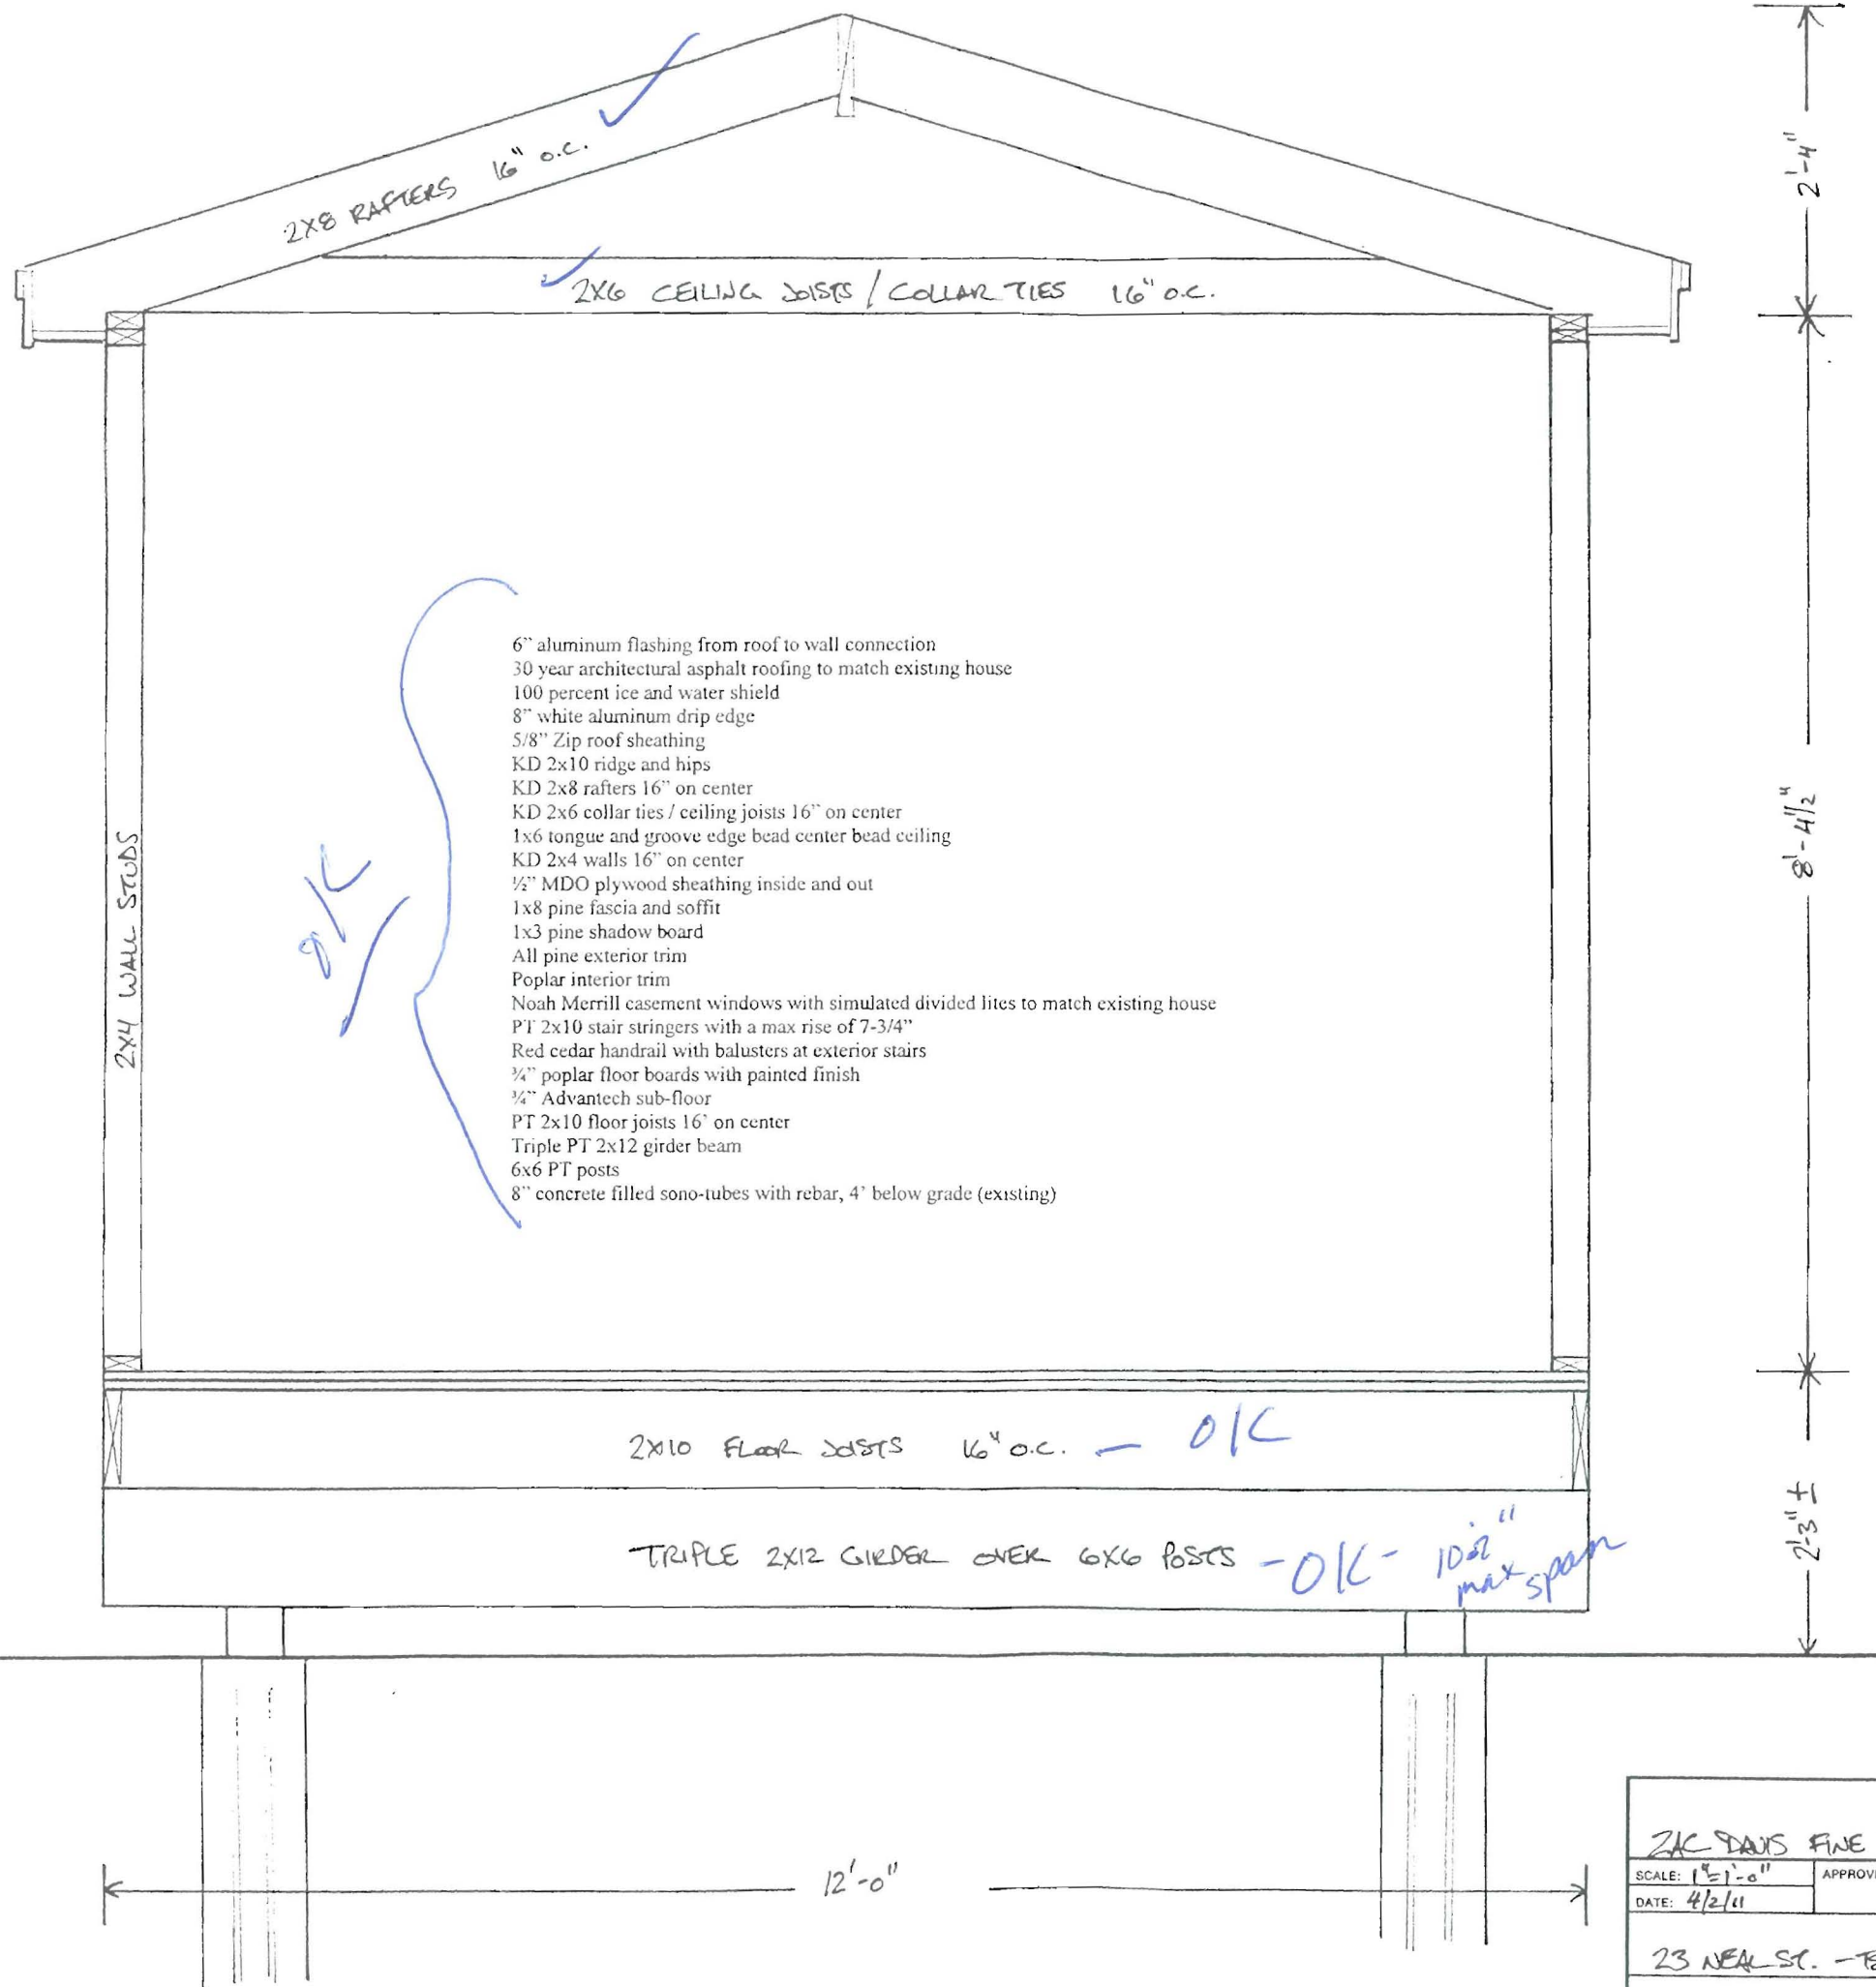 2X8 RAFTERS 16" O.C.
2X6 CEILING JOISTS / COLLAR TIES 16" O.C.
2'-4"
8'-4 1/2"
2'-3" ±
2X4 WALL STUDS
OK
6" aluminum flashing from roof to wall connection
30 year architectural asphalt roofing to match existing house
100 percent ice and water shield
8" white aluminum drip edge
5/8" Zip roof sheathing
KD 2x10 ridge and hips
KD 2x8 rafters 16" on center
KD 2x6 collar ties / ceiling joists 16" on center
1x6 tongue and groove edge bead center bead ceiling
KD 2x4 walls 16" on center
½" MDO plywood sheathing inside and out
1x8 pine fascia and soffit
1x3 pine shadow board
All pine exterior trim
Poplar interior trim
Noah Merrill casement windows with simulated divided lites to match existing house
PT 2x10 stair stringers with a max rise of 7-3/4"
Red cedar handrail with balusters at exterior stairs
¾" poplar floor boards with painted finish
¾" Advantech sub-floor
PT 2x10 floor joists 16' on center
Triple PT 2x12 girder beam
6x6 PT posts
8" concrete filled sono-tubes with rebar, 4' below grade (existing)
2X10 FLOOR JOISTS 16" O.C. — OK
TRIPLE 2X12 GIRDER OVER 6X6 POSTS - OK -
max span
12'-0"
ZAC DAVIS FINE
SCALE: 1"=1'-0" APPROV
DATE: 4/2/11
23 NEAL ST. -